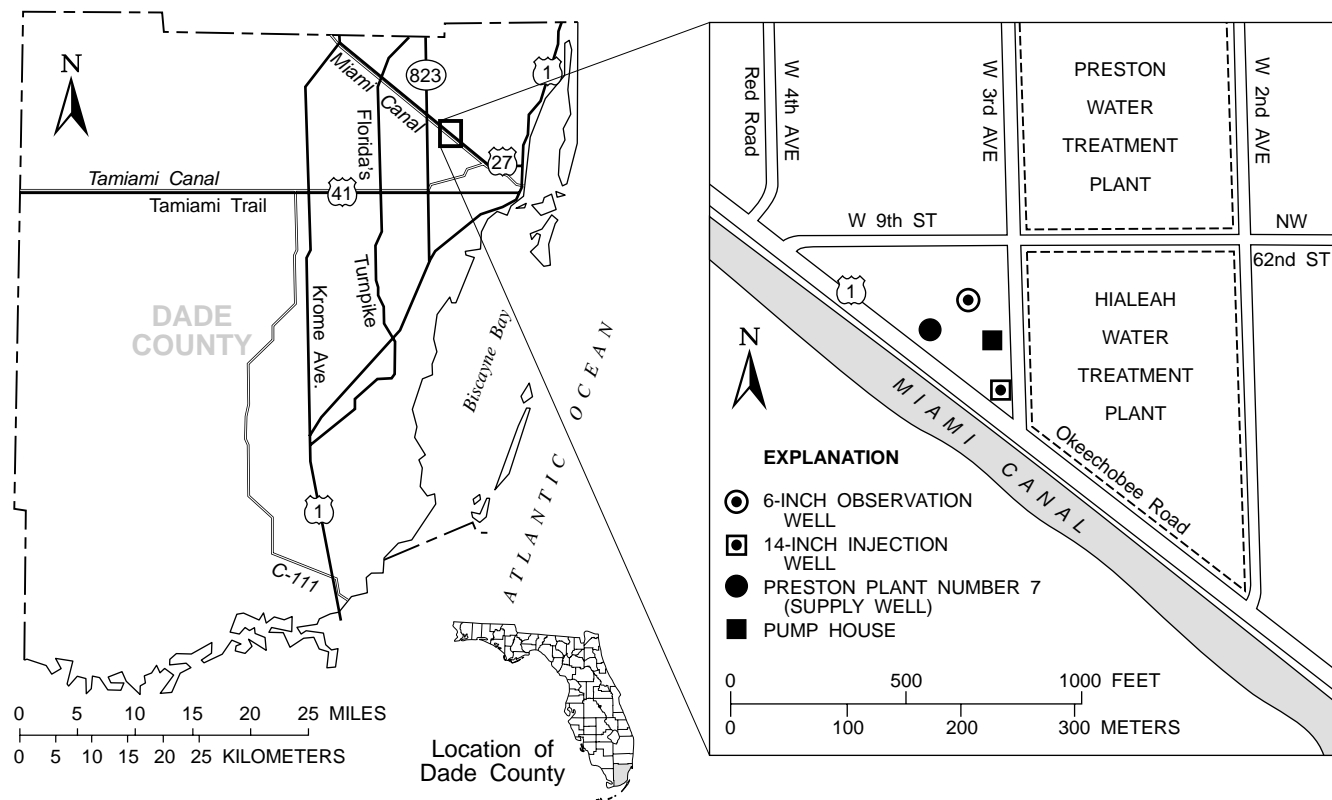 N
Miami Canal
823
1
Florida's
27
Tamiami Canal
41
Tamiami Trail
Turnpike
Krome Ave.
DADE
COUNTY
Biscayne Bay
ATLANTIC OCEAN
1
C-111
0 5 10 15 20 25 MILES
0 5 10 15 20 25 KILOMETERS
Location of
Dade County
Red Road
W 4th AVE
W 3rd AVE
W 2nd AVE
PRESTON
WATER
TREATMENT
PLANT
W 9th ST
NW
62nd ST
1
HIALEAH
WATER
TREATMENT
PLANT
N
MIAMI CANAL
Okeechobee Road
EXPLANATION
6-INCH OBSERVATION
WELL
14-INCH INJECTION
WELL
PRESTON PLANT NUMBER 7
(SUPPLY WELL)
PUMP HOUSE
0 500 1000 FEET
0 100 200 300 METERS